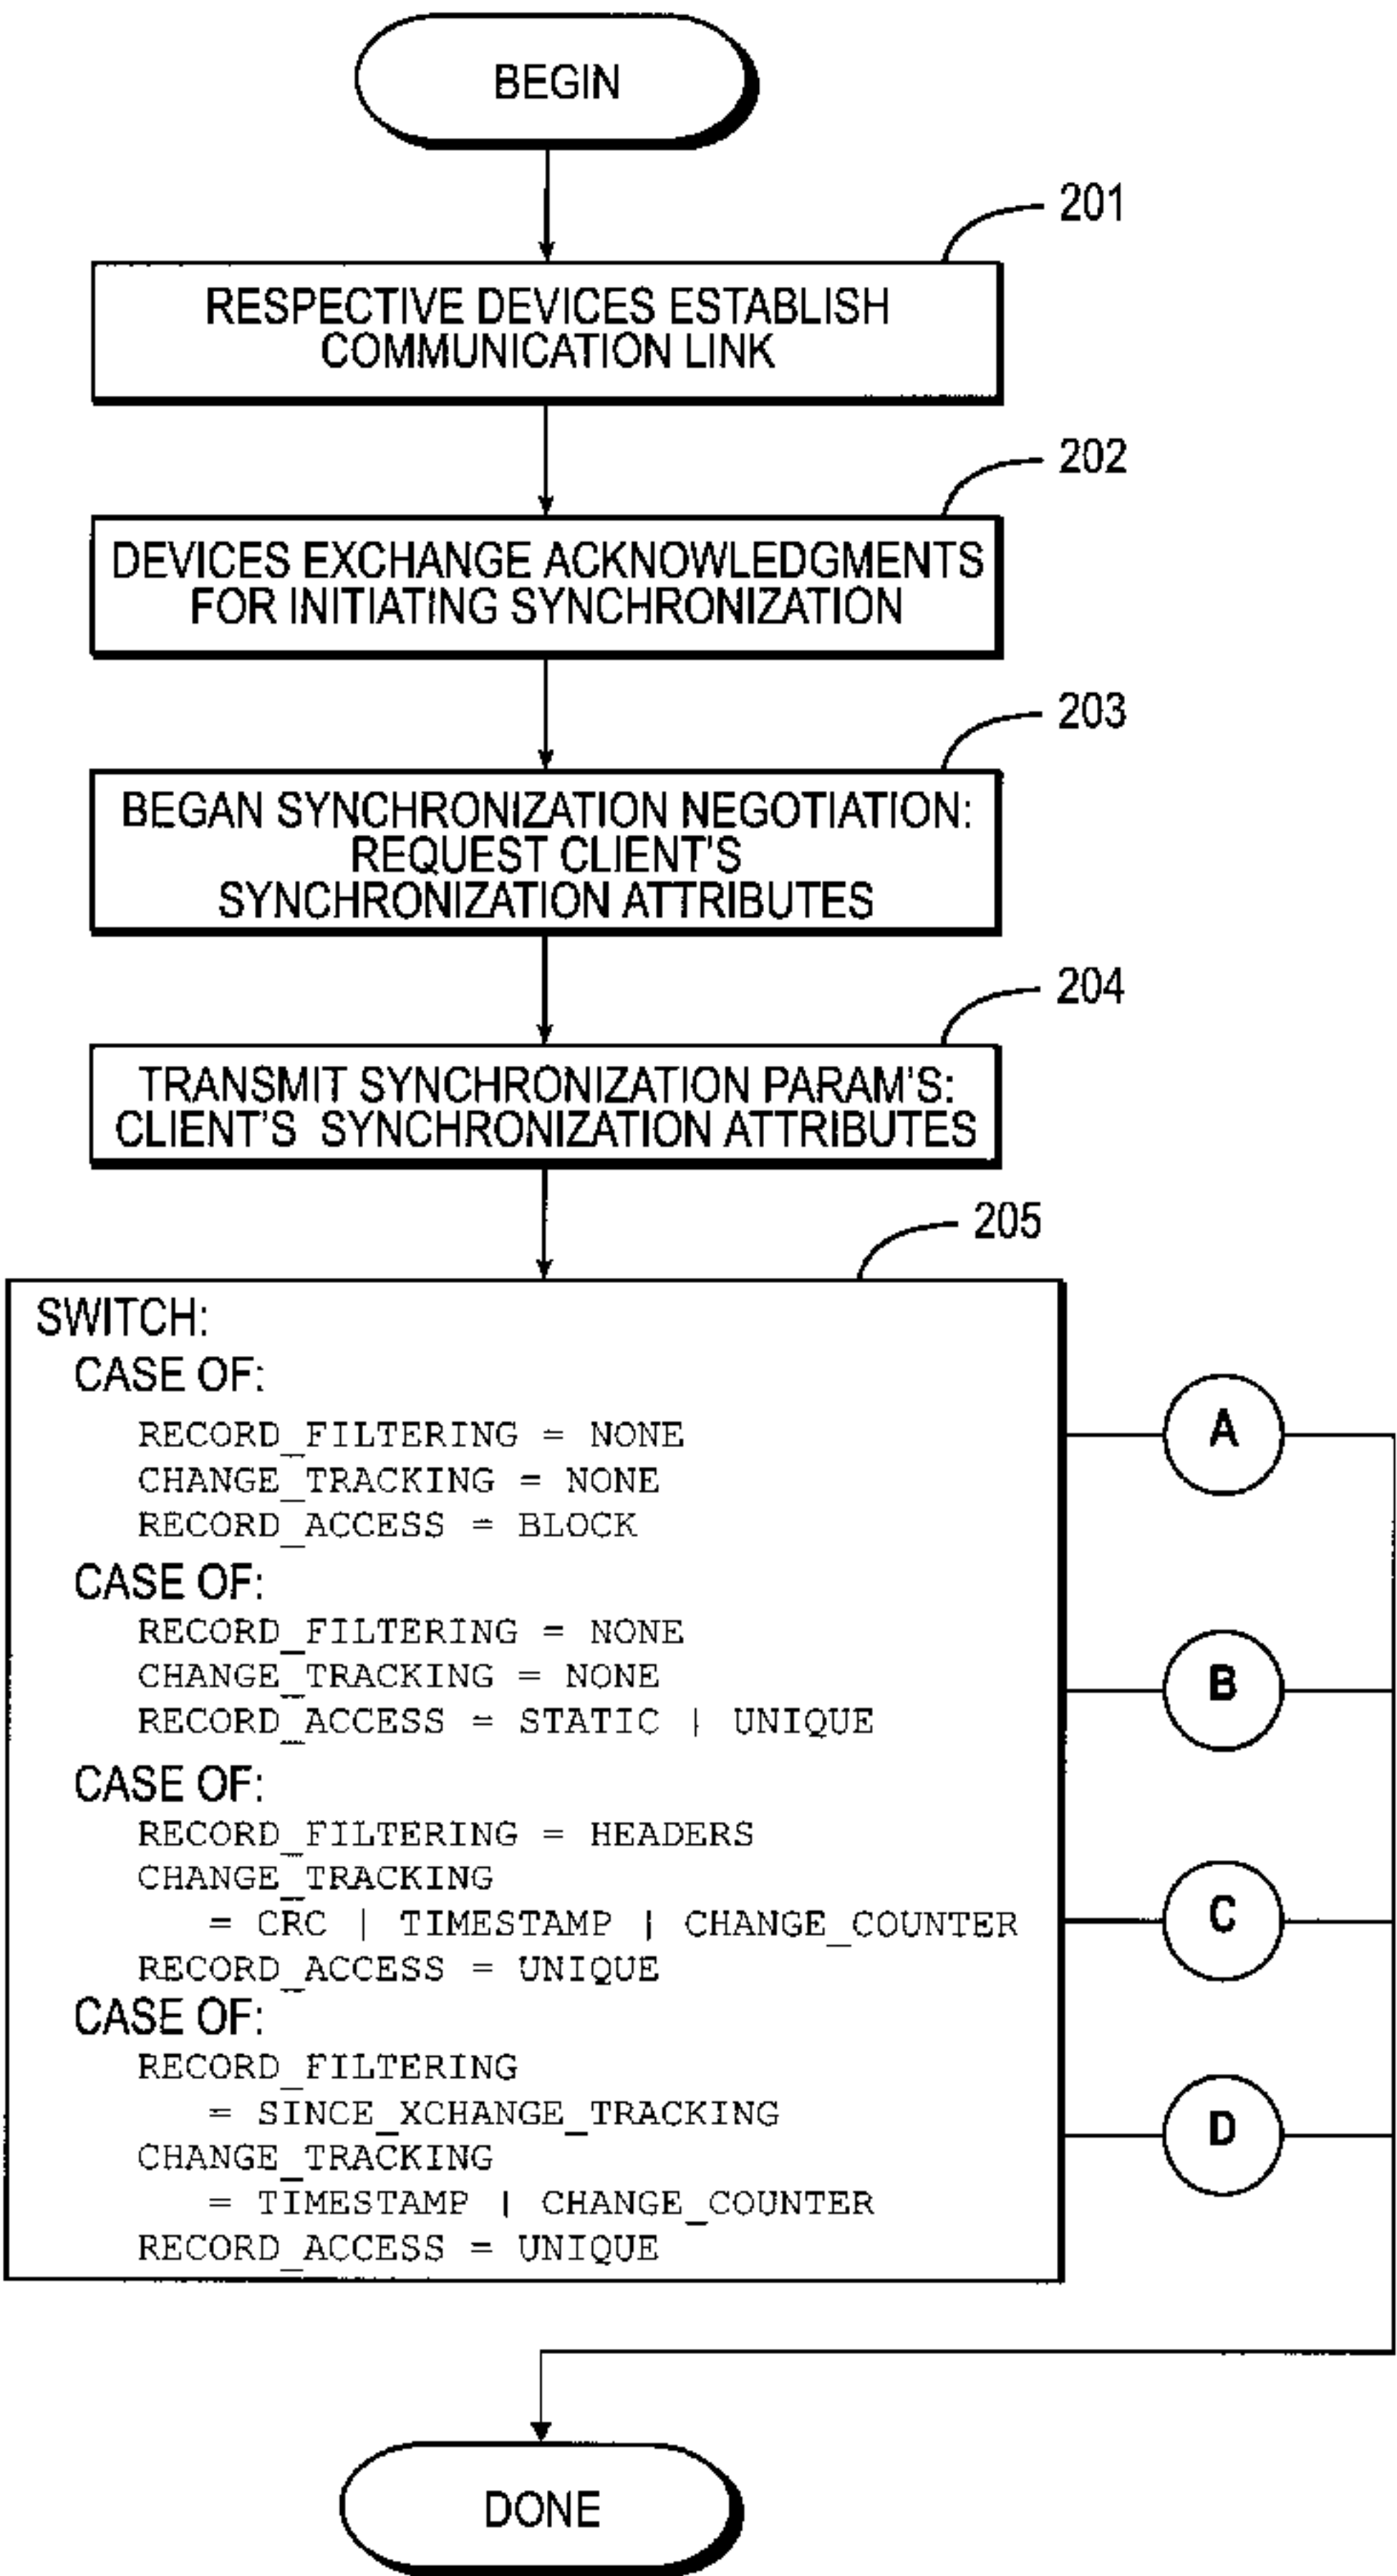 BEGIN
201
RESPECTIVE DEVICES ESTABLISH
COMMUNICATION LINK
202
DEVICES EXCHANGE ACKNOWLEDGMENTS
FOR INITIATING SYNCHRONIZATION
203
BEGAN SYNCHRONIZATION NEGOTIATION:
REQUEST CLIENT'S
SYNCHRONIZATION ATTRIBUTES
204
TRANSMIT SYNCHRONIZATION PARAM'S:
CLIENT'S SYNCHRONIZATION ATTRIBUTES
205
SWITCH:
CASE OF:
RECORD_FILTERING = NONE
CHANGE_TRACKING = NONE
RECORD_ACCESS = BLOCK
A
CASE OF:
RECORD_FILTERING = NONE
CHANGE_TRACKING = NONE
RECORD_ACCESS = STATIC | UNIQUE
B
CASE OF:
RECORD_FILTERING = HEADERS
CHANGE_TRACKING
= CRC | TIMESTAMP | CHANGE_COUNTER
RECORD_ACCESS = UNIQUE
C
CASE OF:
RECORD_FILTERING
= SINCE_XCHANGE_TRACKING
CHANGE_TRACKING
= TIMESTAMP | CHANGE_COUNTER
RECORD_ACCESS = UNIQUE
D
DONE